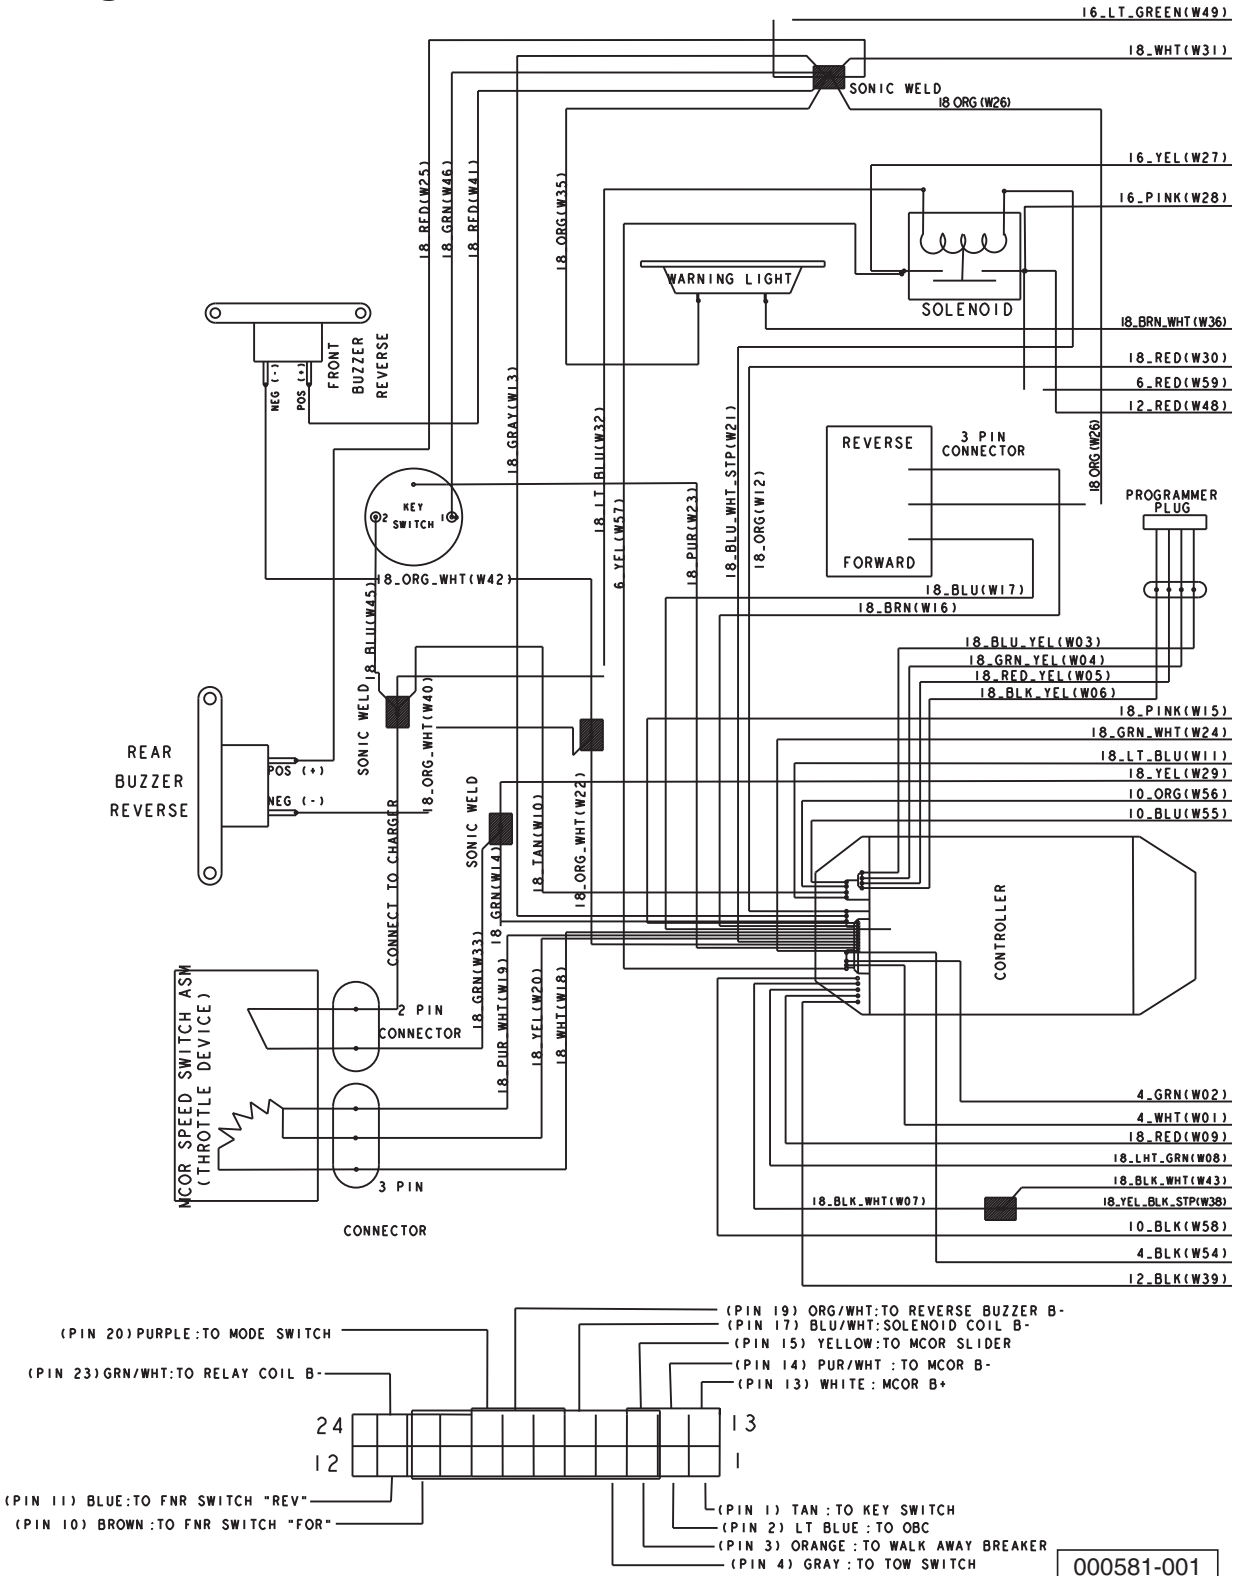 16_LT_GREEN(W49)
18_WHT(W31)
SONIC WELD
18 ORG (W26)
16_YEL(W27)
16_PINK(W28)
18_RED(W25)
18_GRN(W46)
18_RED(W41)
18_ORG(W35)
WARNING LIGHT
SOLENOID
18_BRN_WHT(W36)
18_RED(W30)
6_RED(W59)
12_RED(W48)
FRONT
BUZZER
REVERSE
NEG (-)
POS (+)
18_GRAY(W13)
18_LT_BLU(W32)
6_YEL(W57)
18_PUR(W23)
18_BLU_WHT_STP(W21)
18_ORG(W12)
REVERSE
FORWARD
3 PIN
CONNECTOR
18 ORG (W26)
PROGRAMMER
PLUG
KEY
SWITCH
2
1
18_ORG_WHT(W42)
18_BLU(W45)
18_BLU(W17)
18_BRN(W16)
18_BLU_YEL(W03)
18_GRN_YEL(W04)
18_RED_YEL(W05)
18_BLK_YEL(W06)
18_PINK(W15)
18_GRN_WHT(W24)
18_LT_BLU(W11)
18_YEL(W29)
10_ORG(W56)
10_BLU(W55)
SONIC WELD
18_ORG_WHT(W40)
REAR
BUZZER
REVERSE
POS (+)
NEG (-)
CONNECT TO CHARGER
SONIC WELD
18_GRN(W14)
18_TAN(W10)
18_ORG_WHT(W22)
CONTROLLER
18_GRN(W33)
18_PUR_WHT(W19)
18_YEL(W20)
18_WHT(W18)
MCOR SPEED SWITCH ASM
(THROTTLE DEVICE)
2 PIN
CONNECTOR
3 PIN
CONNECTOR
4_GRN(W02)
4_WHT(W01)
18_RED(W09)
18_LHT_GRN(W08)
18_BLK_WHT(W43)
18_BLK_WHT(W07)
18_YEL_BLK_STP(W38)
10_BLK(W58)
4_BLK(W54)
12_BLK(W39)
(PIN 19) ORG/WHT:TO REVERSE BUZZER B-
(PIN 17) BLU/WHT:SOLENOID COIL B-
(PIN 20)PURPLE:TO MODE SWITCH
(PIN 15) YELLOW:TO MCOR SLIDER
(PIN 14) PUR/WHT :TO MCOR B-
(PIN 23)GRN/WHT:TO RELAY COIL B-
(PIN 13) WHITE : MCOR B+
24
13
12
1
(PIN 11) BLUE:TO FNR SWITCH "REV"
(PIN 10) BROWN :TO FNR SWITCH "FOR"
(PIN 1) TAN : TO KEY SWITCH
(PIN 2) LT BLUE : TO OBC
(PIN 3) ORANGE : TO WALK AWAY BREAKER
(PIN 4) GRAY : TO TOW SWITCH
000581-001